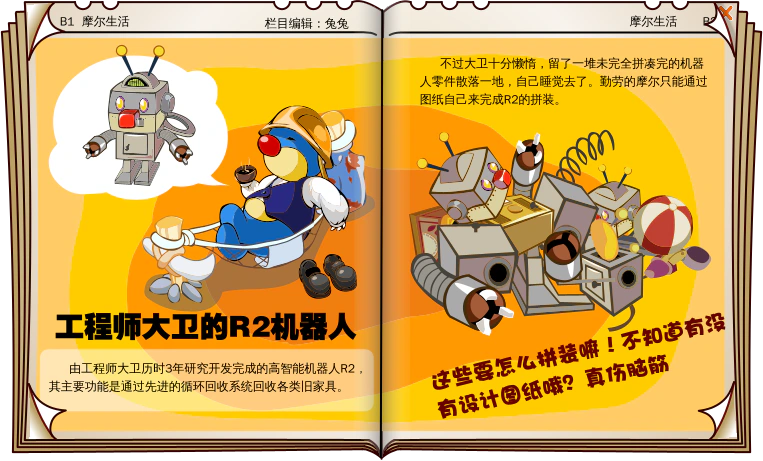 B1 摩尔生活
栏目编辑：兔兔
工程师大卫的R2机器人
由工程师大卫历时3年研究开发完成的高智能机器人R2，
其主要功能是通过先进的循环回收系统回收各类旧家具。
摩尔生活
不过大卫十分懒惰，留了一堆未完全拼凑完的机器
人零件散落一地，自己睡觉去了。勤劳的摩尔只能通过
图纸自己来完成R2的拼装。
这些要怎么拼装嘛！不知道有没
有设计图纸哦？真伤脑筋